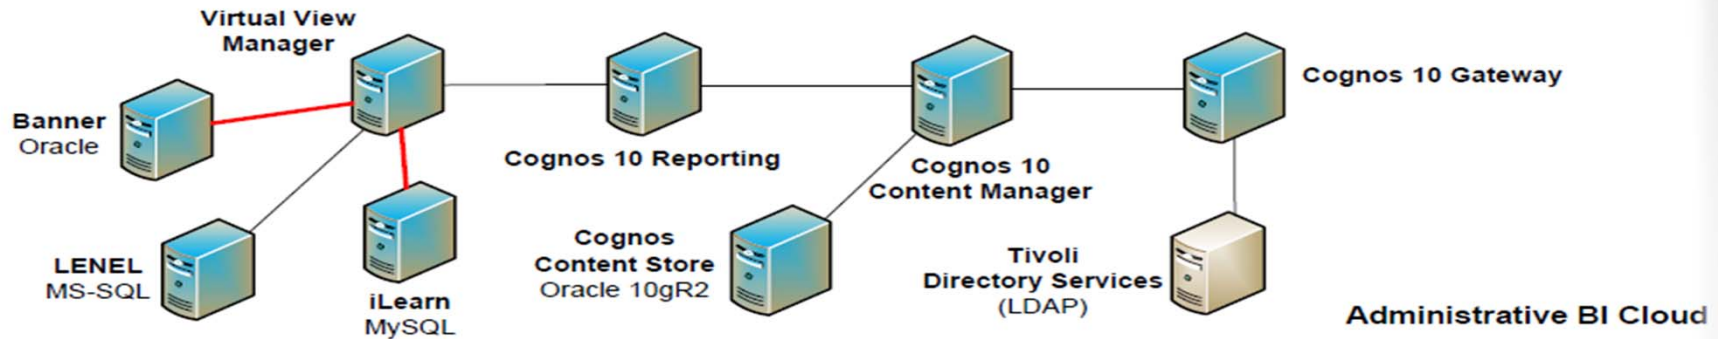 Virtual View
Manager
Banner
Oracle
LENEL
MS-SQL
iLearn
MySQL
Cognos 10 Reporting
Cognos
Content Store
Oracle 10gR2
Cognos 10
Content Manager
Cognos 10 Gateway
Tivoli
Directory Services
(LDAP)
Administrative BI Cloud